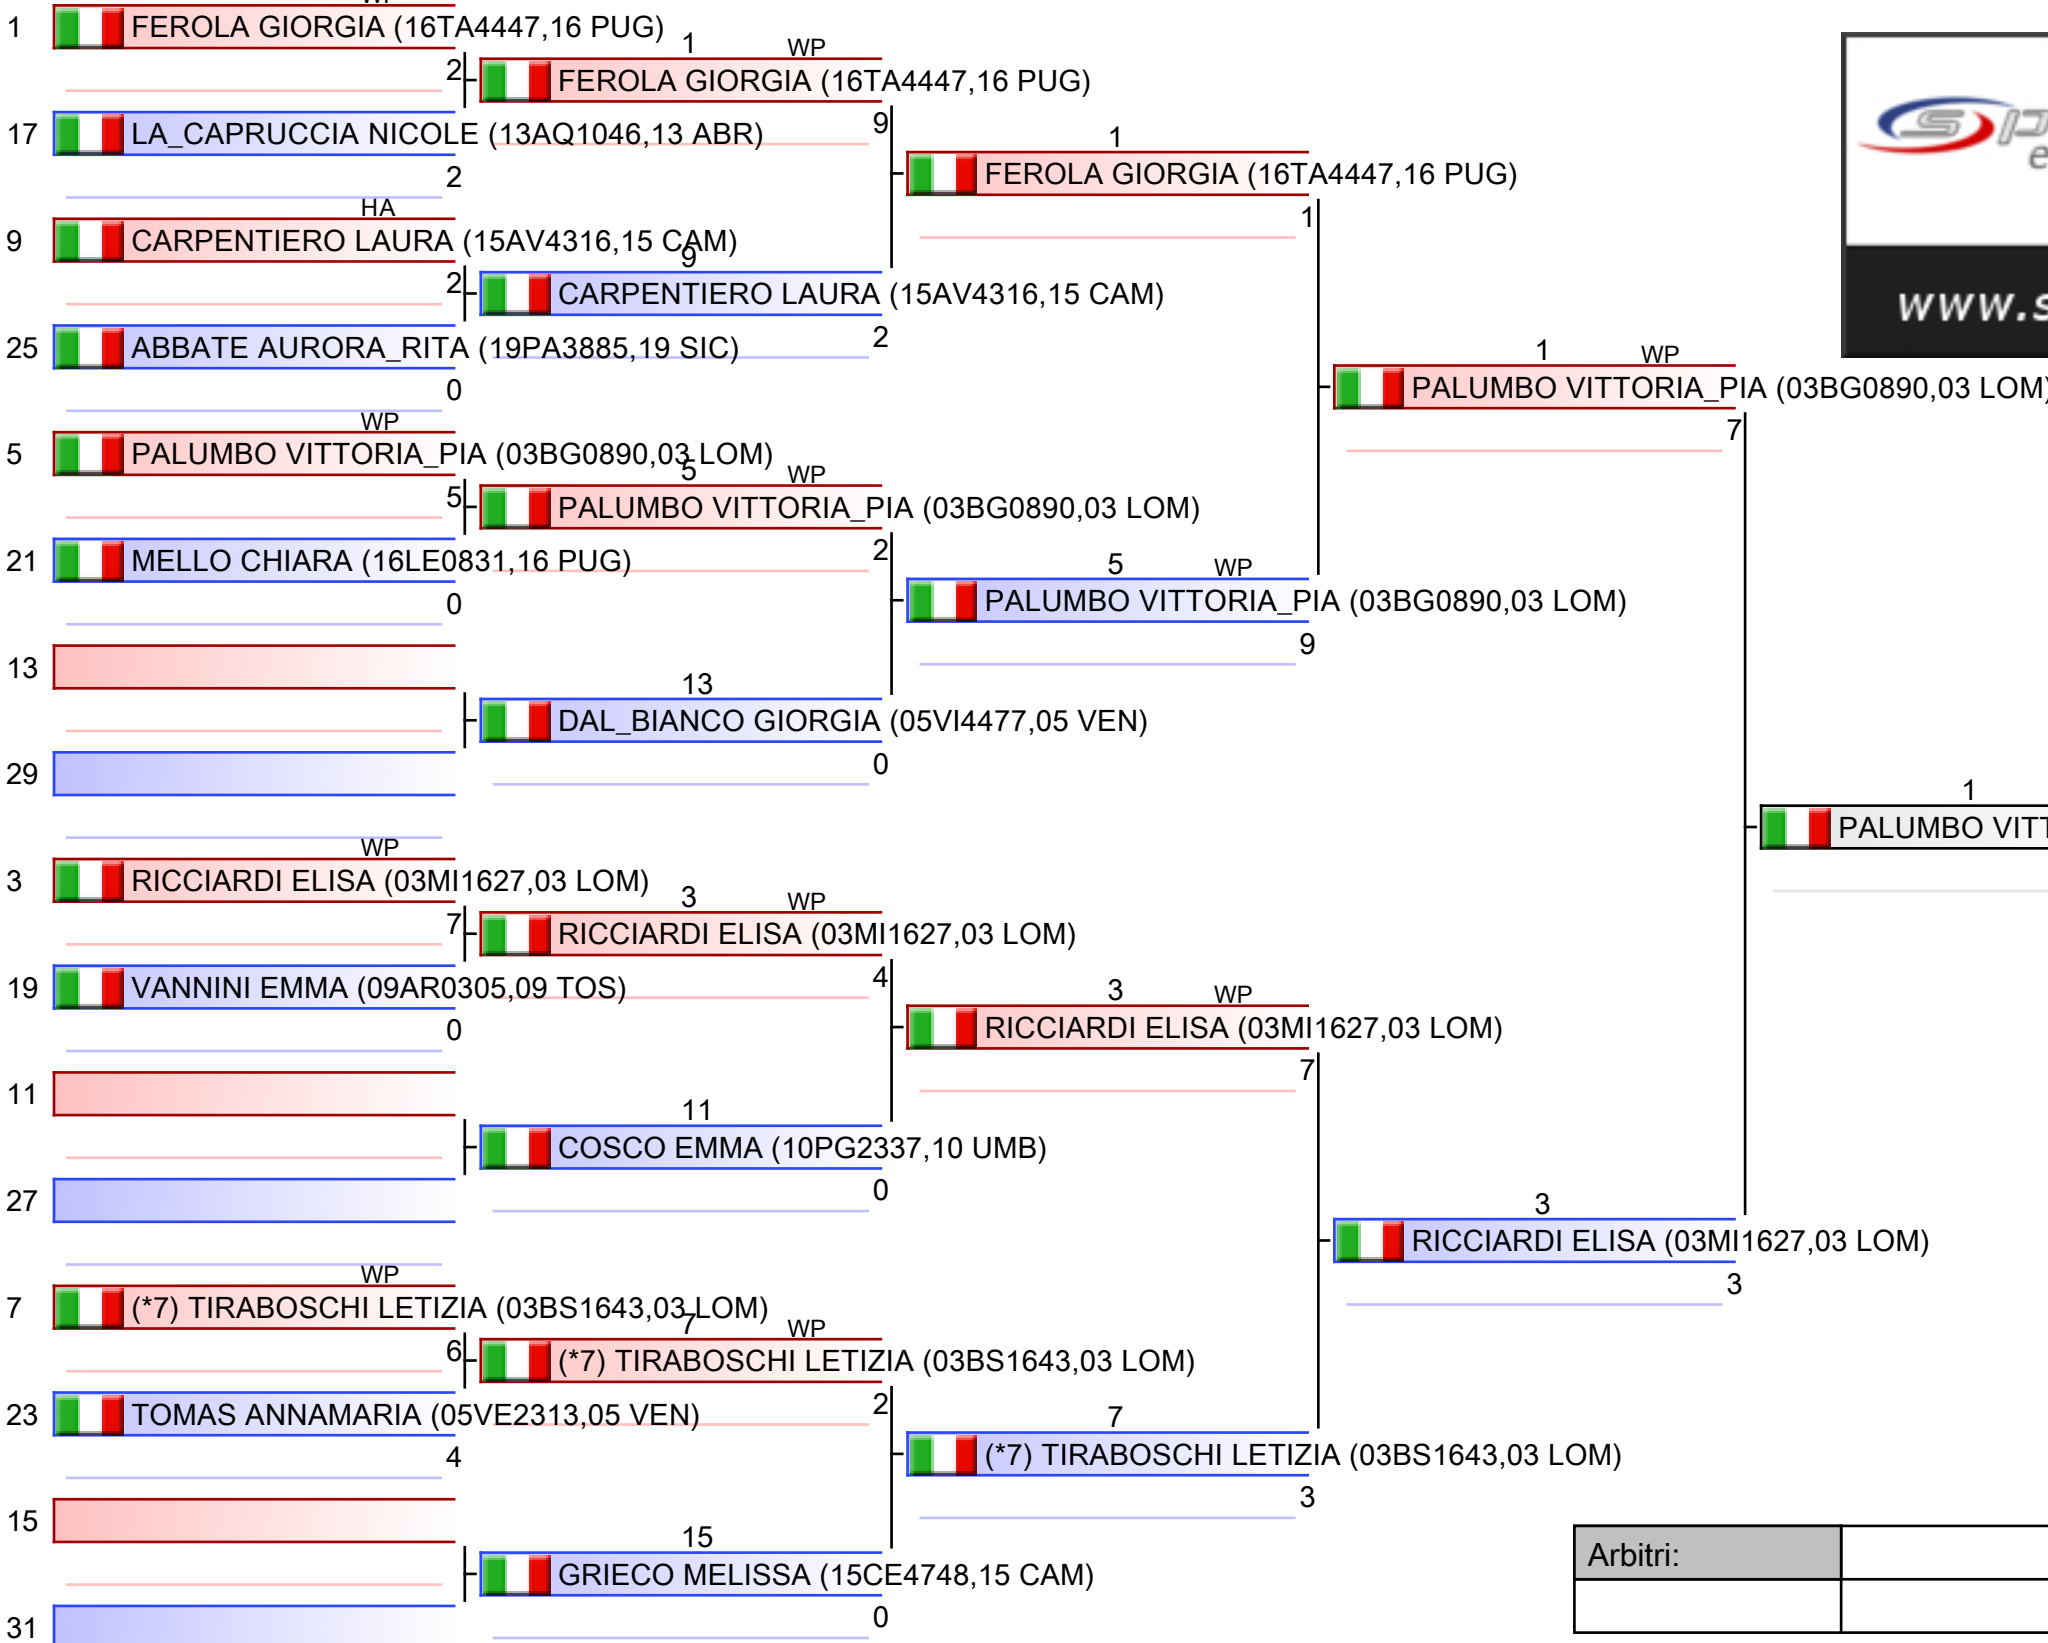 WP
1 FEROLA GIORGIA (16TA4447,16 PUG)
1 WP
2 FEROLA GIORGIA (16TA4447,16 PUG)
17 LA_CAPRUCCIA NICOLE (13AQ1046,13 ABR)
9
1
2
FEROLA GIORGIA (16TA4447,16 PUG)
HA
1
9 CARPENTIERO LAURA (15AV4316,15 CAM)
9
2 CARPENTIERO LAURA (15AV4316,15 CAM)
25 ABBATE AURORA_RITA (19PA3885,19 SIC)
2
0
1 WP
PALUMBO VITTORIA_PIA (03BG0890,03 LOM)
7
WP
5 PALUMBO VITTORIA_PIA (03BG0890,03 LOM)
5 WP
5 PALUMBO VITTORIA_PIA (03BG0890,03 LOM)
21 MELLO CHIARA (16LE0831,16 PUG)
2
0
5 WP
PALUMBO VITTORIA_PIA (03BG0890,03 LOM)
9
13
13
DAL_BIANCO GIORGIA (05VI4477,05 VEN)
0
29
1
PALUMBO VITT
WP
3 RICCIARDI ELISA (03MI1627,03 LOM)
3 WP
7 RICCIARDI ELISA (03MI1627,03 LOM)
19 VANNINI EMMA (09AR0305,09 TOS)
4
0
3 WP
RICCIARDI ELISA (03MI1627,03 LOM)
7
11
11
COSCO EMMA (10PG2337,10 UMB)
0
27
3
RICCIARDI ELISA (03MI1627,03 LOM)
3
WP
7 (*7) TIRABOSCHI LETIZIA (03BS1643,03 LOM)
7 WP
6 (*7) TIRABOSCHI LETIZIA (03BS1643,03 LOM)
23 TOMAS ANNAMARIA (05VE2313,05 VEN)
2
4
7
(*7) TIRABOSCHI LETIZIA (03BS1643,03 LOM)
3
15
15
GRIECO MELISSA (15CE4748,15 CAM)
0
31
Arbitri:
www.s